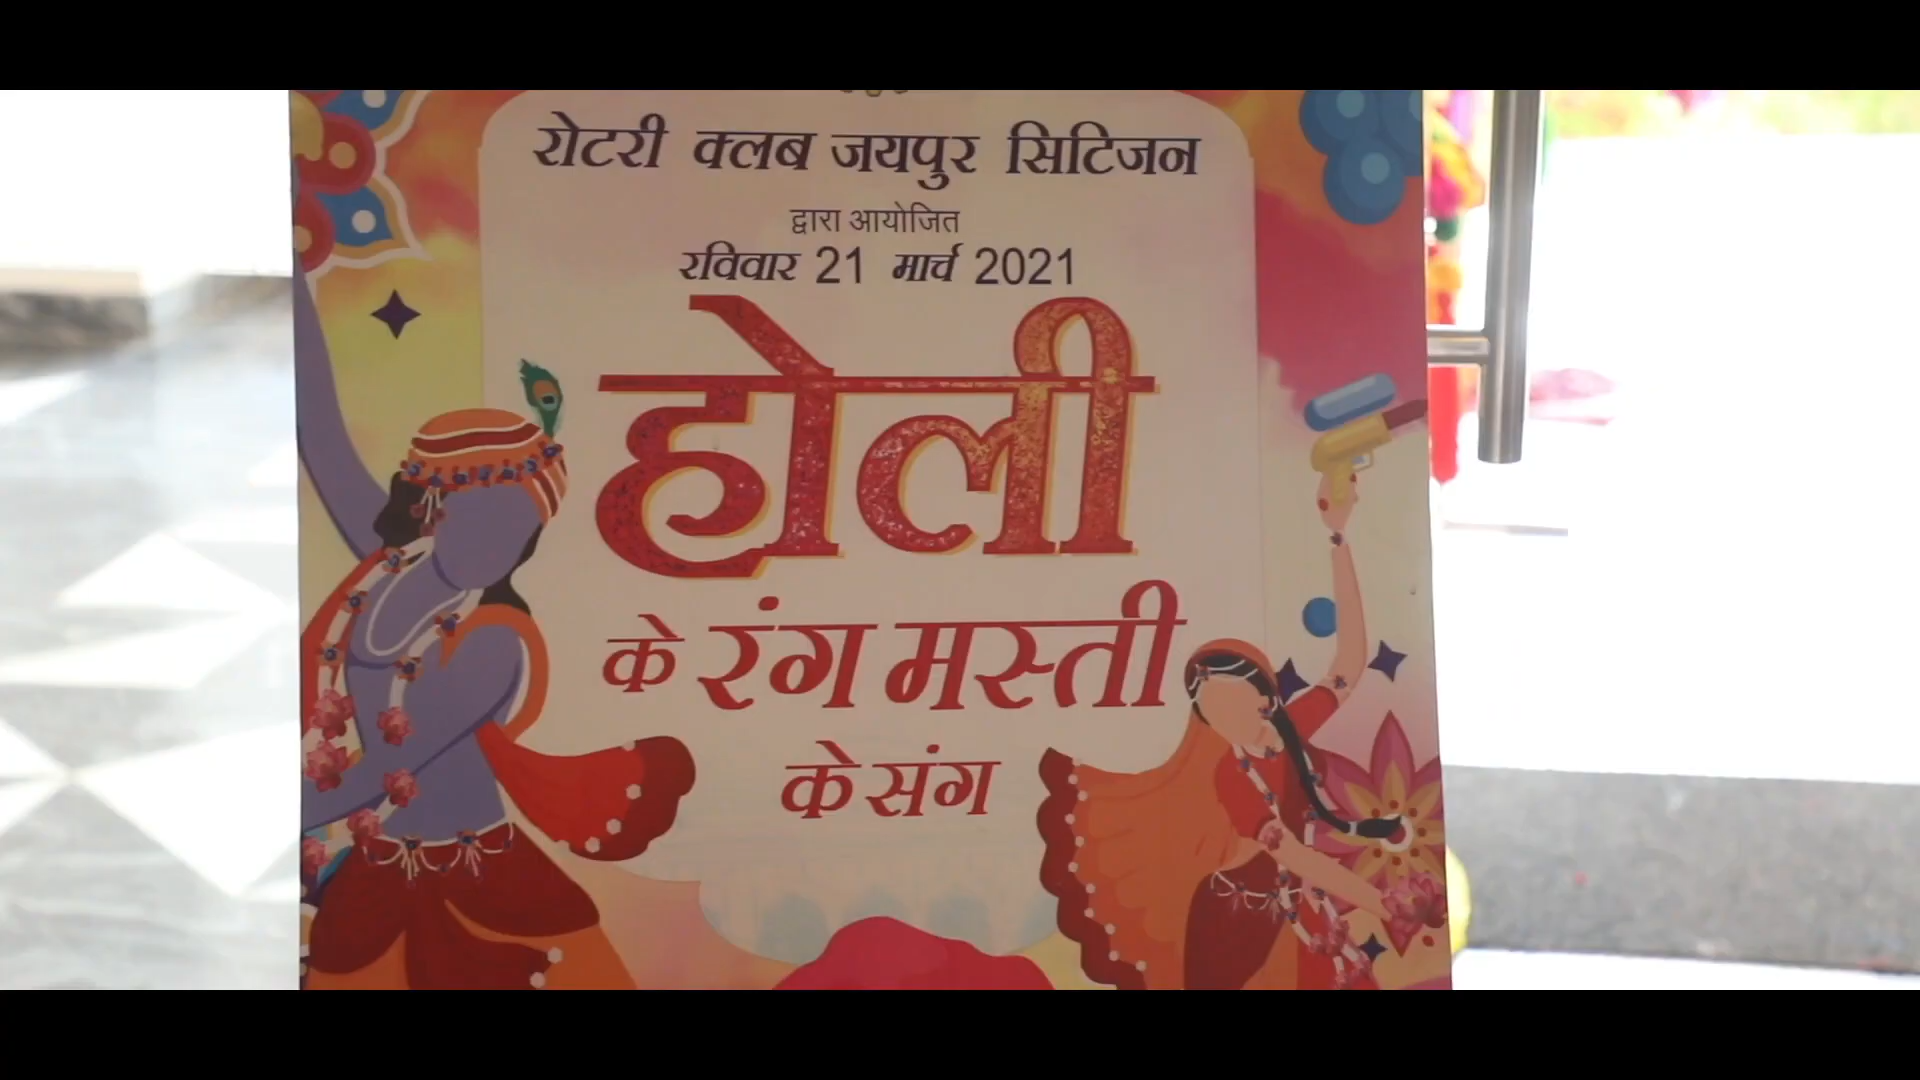 रोटरी क्लब जयपुर सिटिजन
द्वारा आयोजित
रविवार 21 मार्च 2021
होली
के रंग मस्ती
के संग